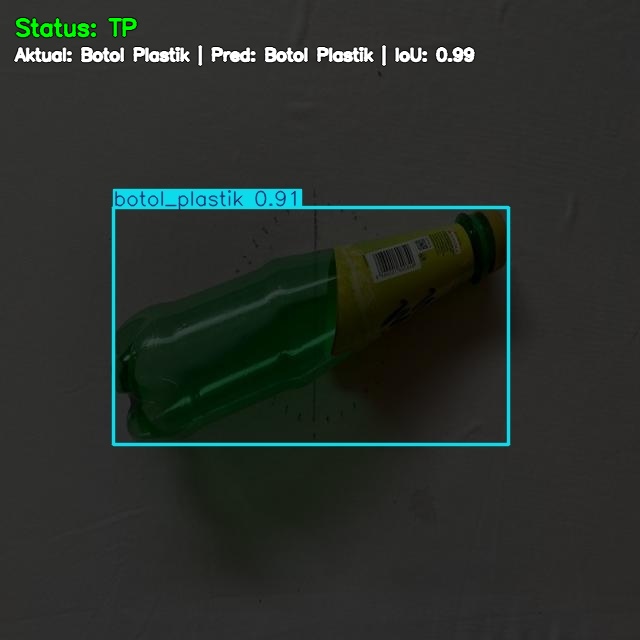 Status: TP
Aktual: Botol Plastik | Pred: Botol Plastik | IoU: 0.99
botol_plastik 0.91